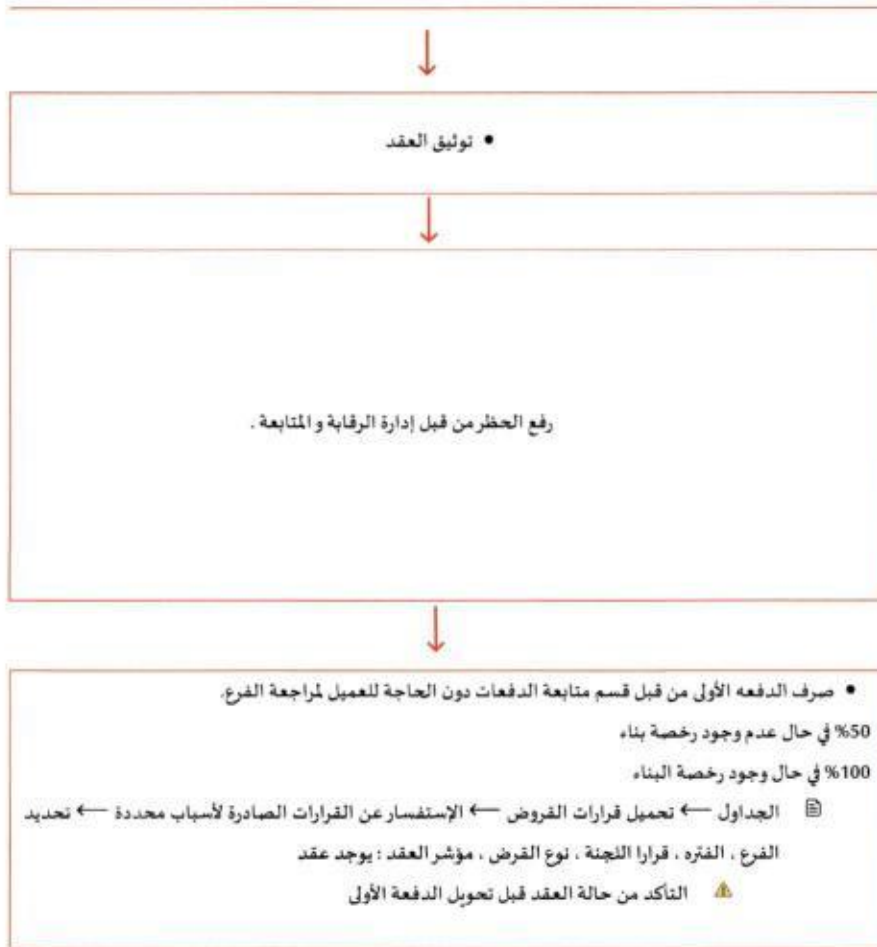 • توثيق العقد
رفع الحظر من قبل إدارة الرقابة و المتابعة .
• صرف الدفعه الأولى من قبل قسم متابعة الدفعات دون الحاجة للعميل لمراجعة الفرع.
50% في حال عدم وجود رخصة بناء
100% في حال وجود رخصة البناء
الجداول ← تحميل قرارات القروض ← الإستفسار عن القرارات الصادرة لأسباب محددة ← تحديد
الفرع ، الفتره ، قرارا اللجنة ، نوع القرض ، مؤشر العقد : يوجد عقد
التأكد من حالة العقد قبل تحويل الدفعة الأولى